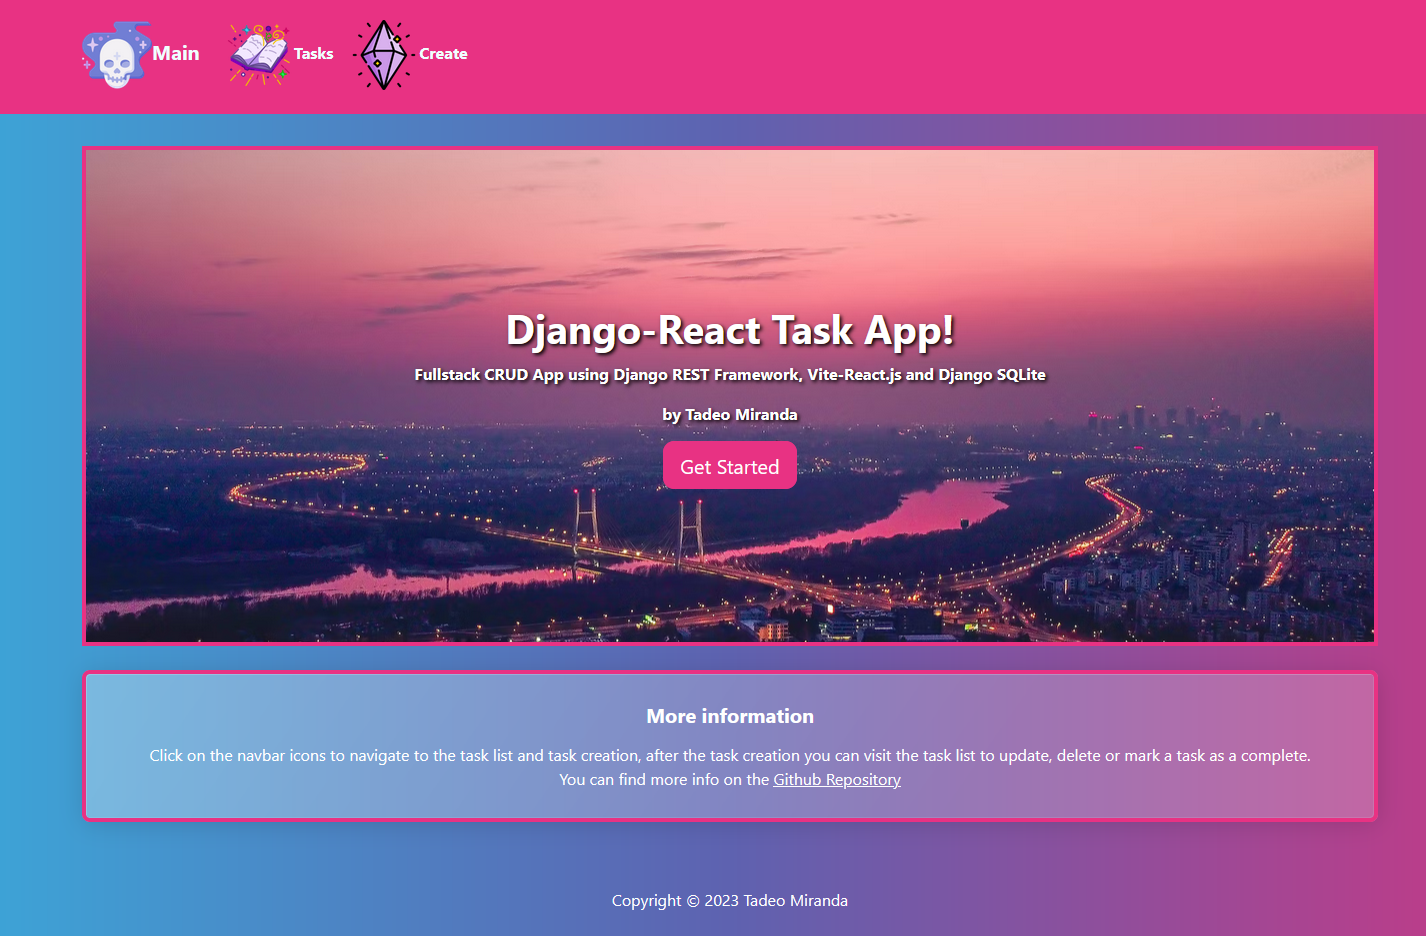 Main
Tasks
Create
Django-React Task App!
Fullstack CRUD App using Django REST Framework, Vite-React.js and Django SQLite
by Tadeo Miranda
Get Started
More information
Click on the navbar icons to navigate to the task list and task creation, after the task creation you can visit the task list to update, delete or mark a task as a complete.
You can find more info on the Github Repository
Copyright © 2023 Tadeo Miranda